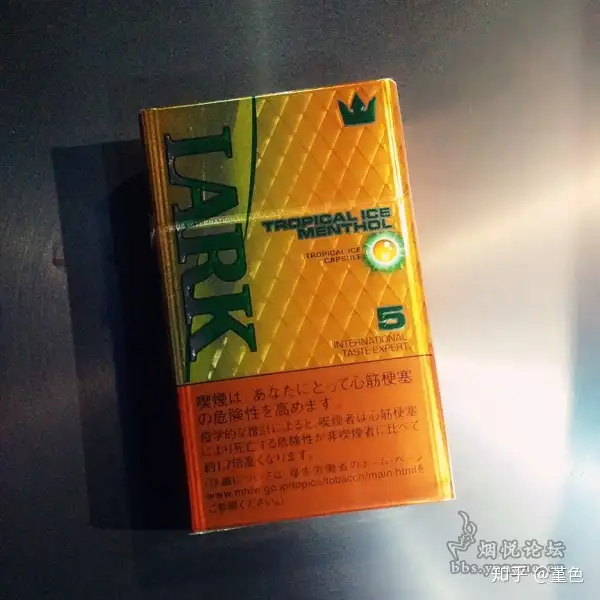 LARK
TROPICAL ICE
MENTHOL
TROPICAL ICE
CAPSULE
5
INTERNATIONAL
TASTE EXPERT
喫煙は、あなたにとって心筋梗塞
の危険性を高めます。
疫学的な推計によると、喫煙者は心筋梗塞
により死亡する危険性が非喫煙者に比べて
約1.7倍高くなります。
(詳細については、厚生労働省のホーム・ページ
www.mhlw.go.jp/topics/tobacco/main.htmlを
ご参照ください。)
烟悦论坛
知乎 @堇色